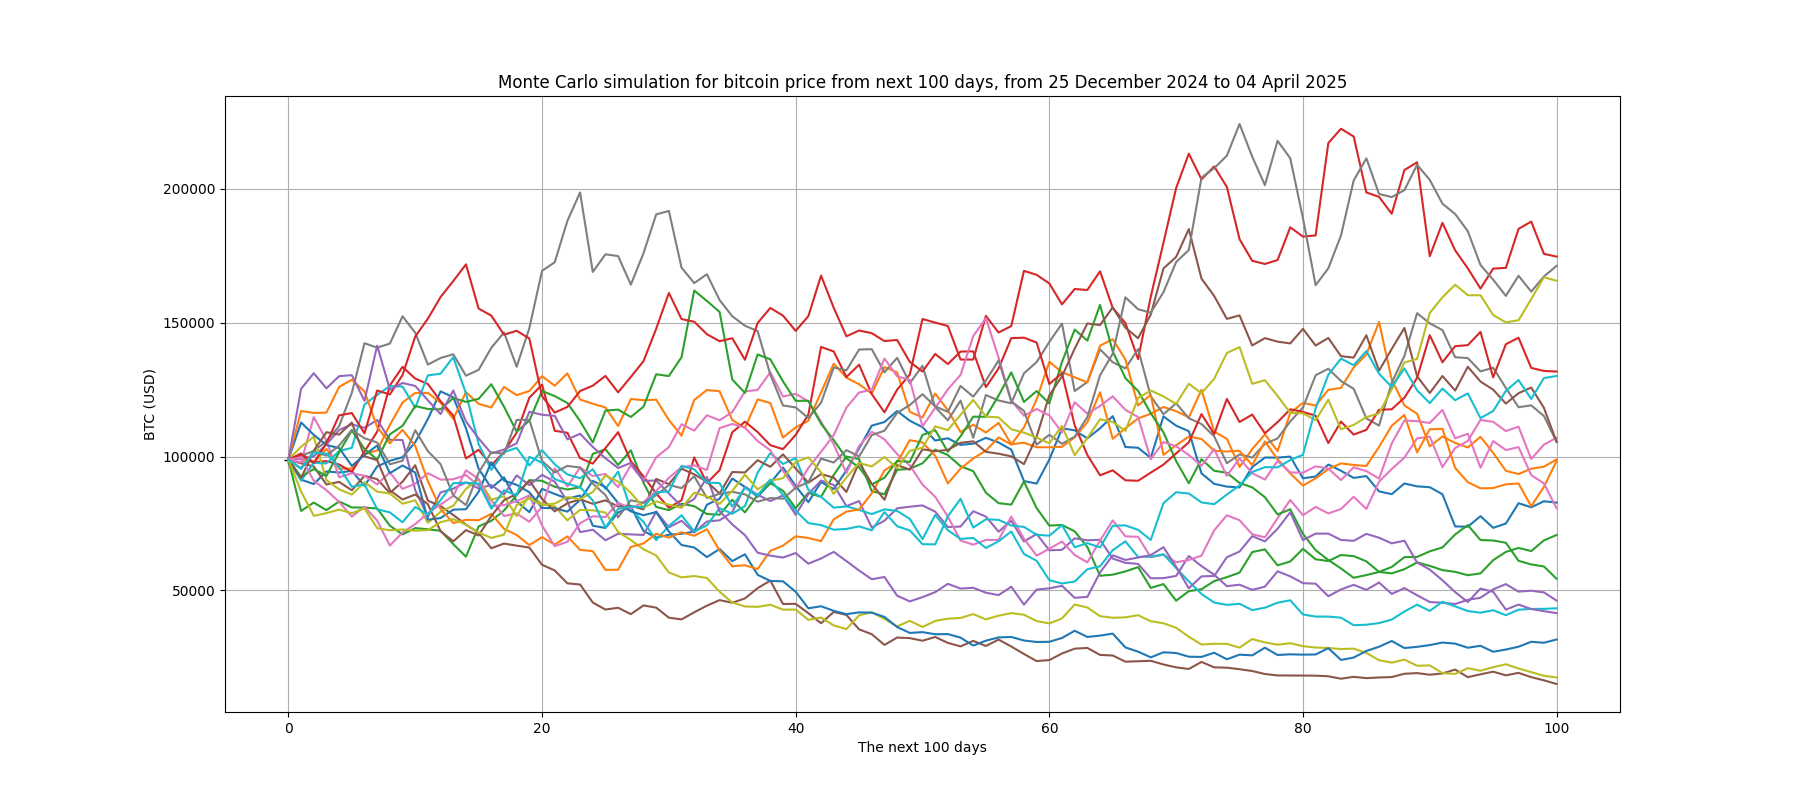 Monte Carlo simulation for bitcoin price from next 100 days, from 25 December 2024 to 04 April 2025
200000
150000
100000
50000
BTC (USD)
0 20 40 60 80 100
The next 100 days